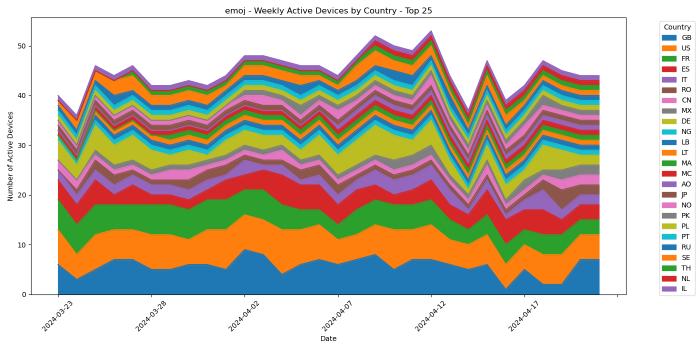 emoj - Weekly Active Devices by Country - Top 25
Country
GB
US
FR
ES
IT
RO
CN
MX
DE
NG
LB
LT
MA
MC
AO
JP
NO
PK
PL
PT
RU
SE
TH
NL
IL
50
40
30
20
10
0
Number of Active Devices
2024-03-23
2024-03-28
2024-04-02
2024-04-07
2024-04-12
2024-04-17
Date